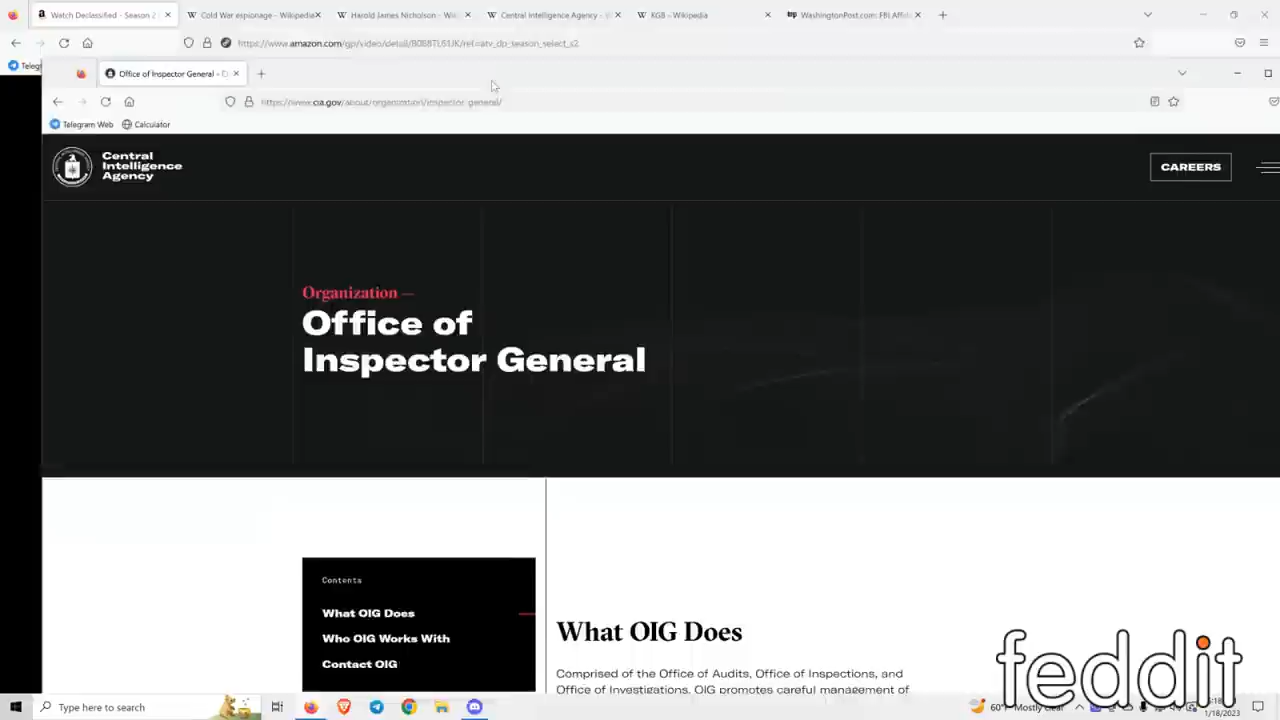 Watch Declassified - Season 2
Cold War espionage - Wikipedia
Harold James Nicholson - Wiki
Central Intelligence Agency - W
KGB - Wikipedia
WashingtonPost.com: FBI Affida
https://www.amazon.com/gp/video/detail/B08BTL61JK/ref=atv_dp_season_select_s2
Telegr
Office of Inspector General - C
https://www.cia.gov/about/organization/inspector-general/
Telegram Web
Calculator
Central
Intelligence
Agency
CAREERS
Organization —
Office of
Inspector General
Contents
What OIG Does
Who OIG Works With
Contact OIG
What OIG Does
Comprised of the Office of Audits, Office of Inspections, and
Office of Investigations, OIG promotes careful management of
feddit
Type here to search
60°
Mostly clear
1/18/2023